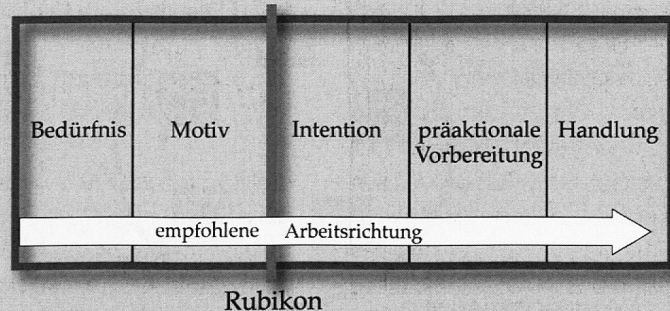 Bedürfnis
Motiv
Intention
präaktionale
Vorbereitung
Handlung
empfohlene Arbeitsrichtung
Rubikon